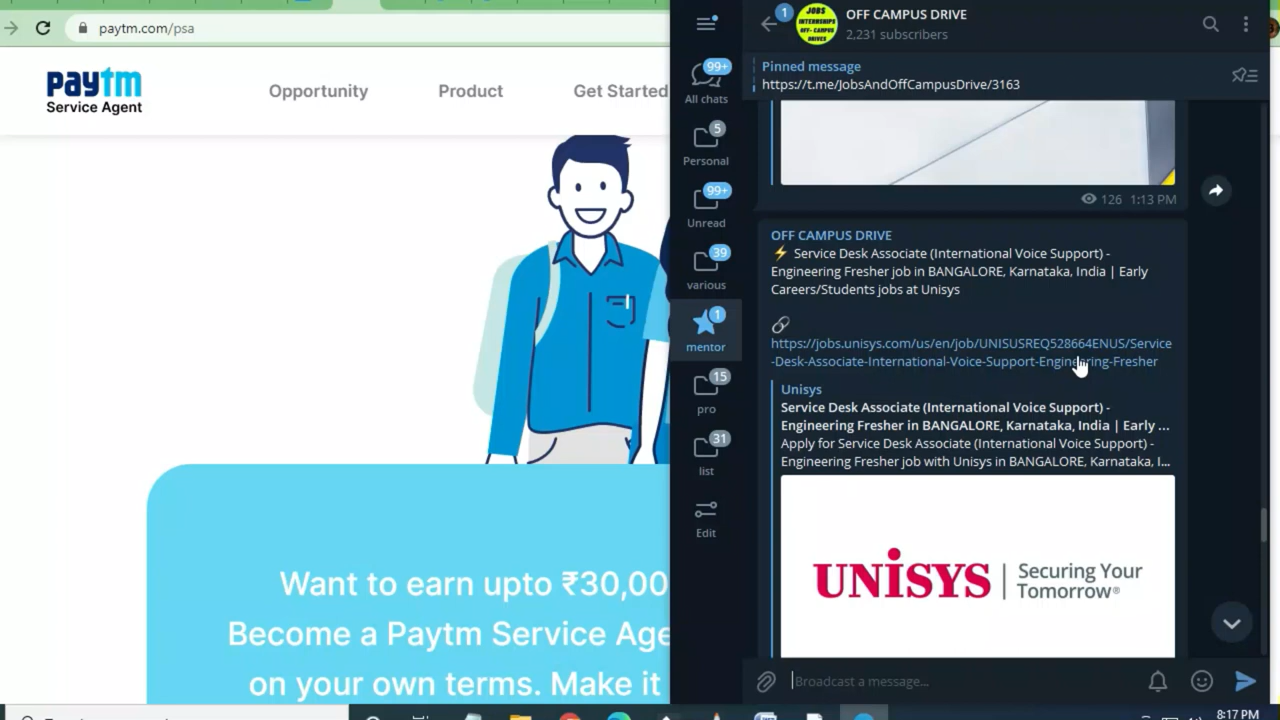 paytm.com/psa
paytm
Service Agent
Opportunity
Product
Get Started
Want to earn upto ₹30,00
Become a Paytm Service Age
on your own terms. Make it
99+
All chats
5
Personal
99+
Unread
39
various
1
mentor
15
pro
31
list
Edit
1
JOBS
INTERNSHIPS
OFF- CAMPUS
DRIVES
OFF CAMPUS DRIVE
2,231 subscribers
Pinned message
https://t.me/JobsAndOffCampusDrive/3163
126 1:13 PM
OFF CAMPUS DRIVE
⚡ Service Desk Associate (International Voice Support) -
Engineering Fresher job in BANGALORE, Karnataka, India | Early
Careers/Students jobs at Unisys
🔗
https://jobs.unisys.com/us/en/job/UNISUSREQ528664ENUS/Service
-Desk-Associate-International-Voice-Support-Engineering-Fresher
Unisys
Service Desk Associate (International Voice Support) -
Engineering Fresher in BANGALORE, Karnataka, India | Early ...
Apply for Service Desk Associate (International Voice Support) -
Engineering Fresher job with Unisys in BANGALORE, Karnataka, I...
UNiSYS | Securing Your
Tomorrow®
Broadcast a message...
8:17 PM